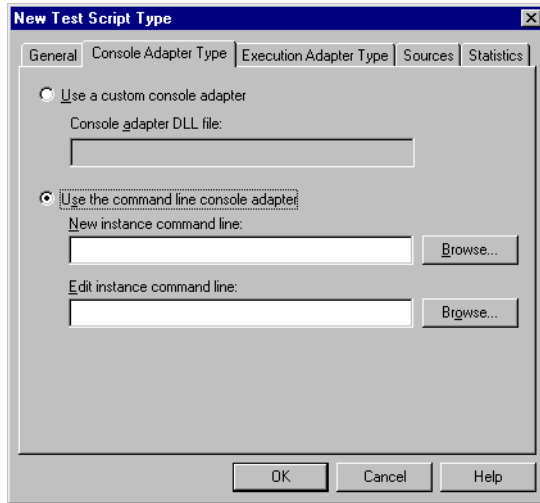 New Test Script Type
General Console Adapter Type Execution Adapter Type Sources Statistics
Use a custom console adapter
Console adapter DLL file:
Use the command line console adapter
New instance command line:
Browse...
Edit instance command line:
Browse...
OK Cancel Help